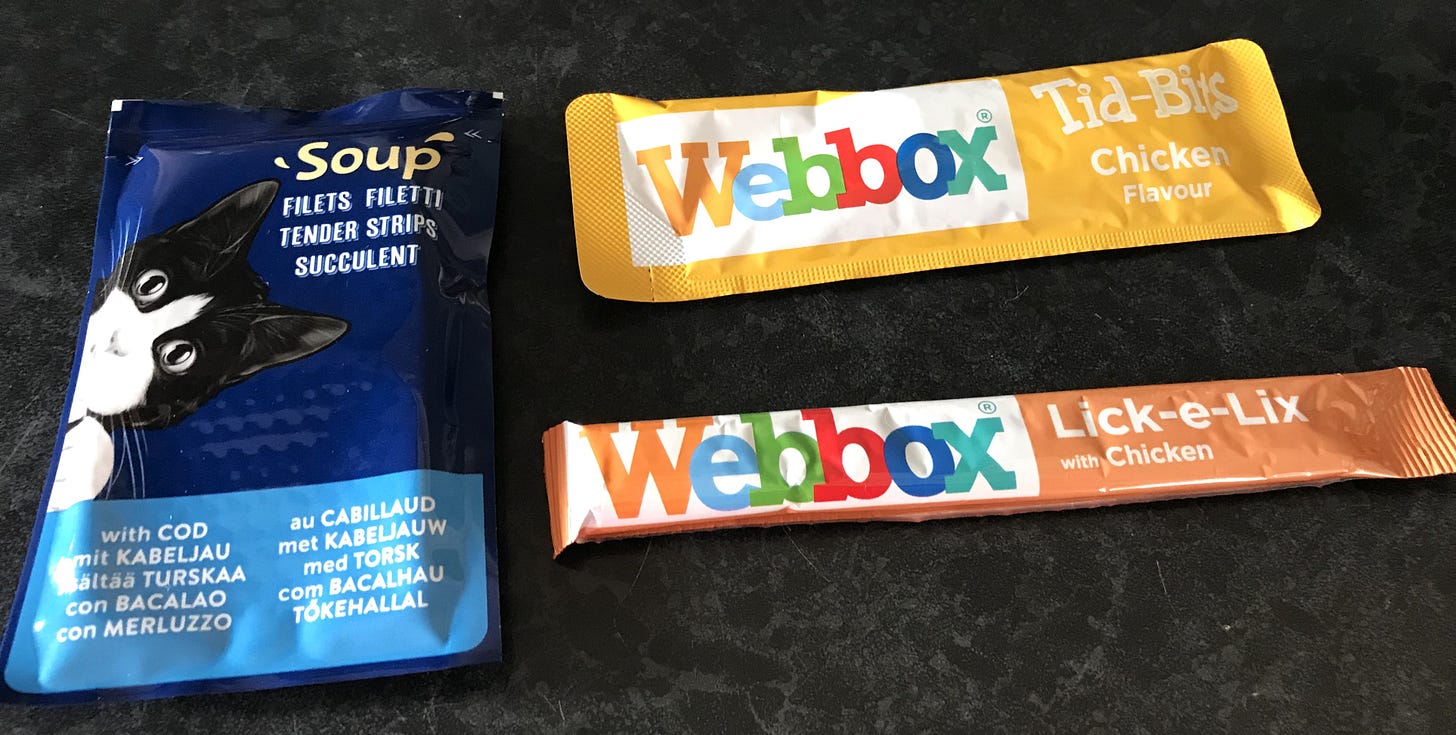 Soup
FILETS FILETTI
TENDER STRIPS
SUCCULENT
with COD
mit KABELJAU
sisältää TURSKAA
con BACALAO
con MERLUZZO
au CABILLAUD
met KABELJAUW
med TORSK
com BACALHAU
TŐKEHALLAL
Webbox®
Tid-Bits
Chicken
Flavour
Webbox®
Lick-e-Lix
with Chicken